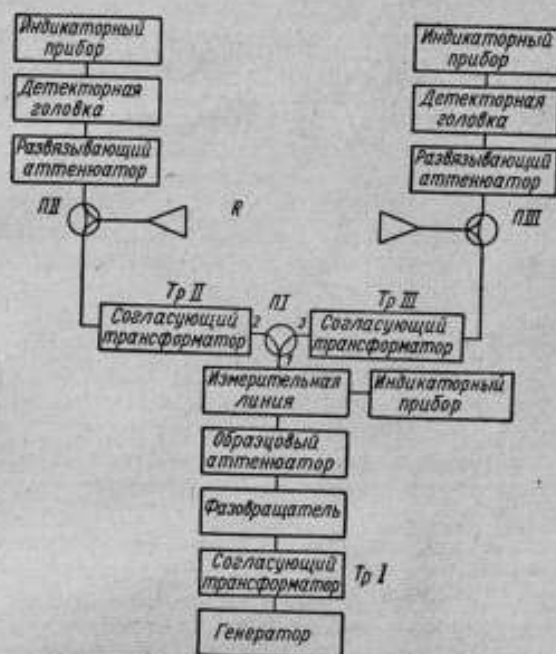 Индикаторный
прибор
Детекторная
головка
Развязывающий
аттенюатор
ПII
R
Индикаторный
прибор
Детекторная
головка
Развязывающий
аттенюатор
ПIII
Тр II
Согласующий
трансформатор
2
ПI
3
1
Тр III
Согласующий
трансформатор
Измерительная
линия
Индикаторный
прибор
Образцовый
аттенюатор
Фазовращатель
Согласующий
трансформатор
Тр I
Генератор